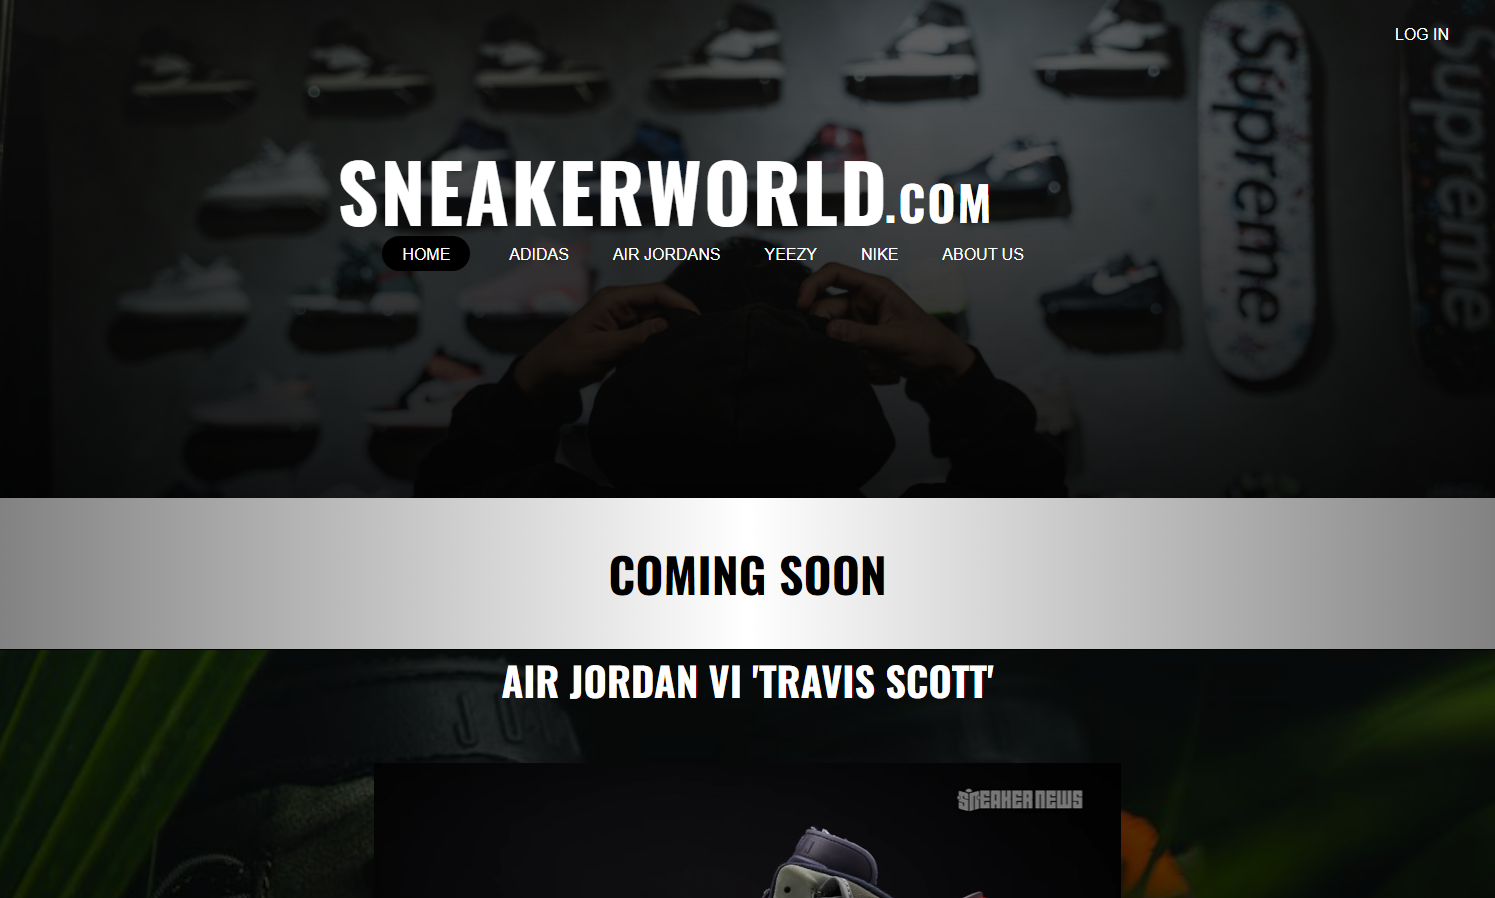 LOG IN
Supreme
Supreme
SNEAKERWORLD.COM
HOME ADIDAS AIR JORDANS YEEZY NIKE ABOUT US
COMING SOON
AIR JORDAN VI 'TRAVIS SCOTT'
SNEAKER NEWS